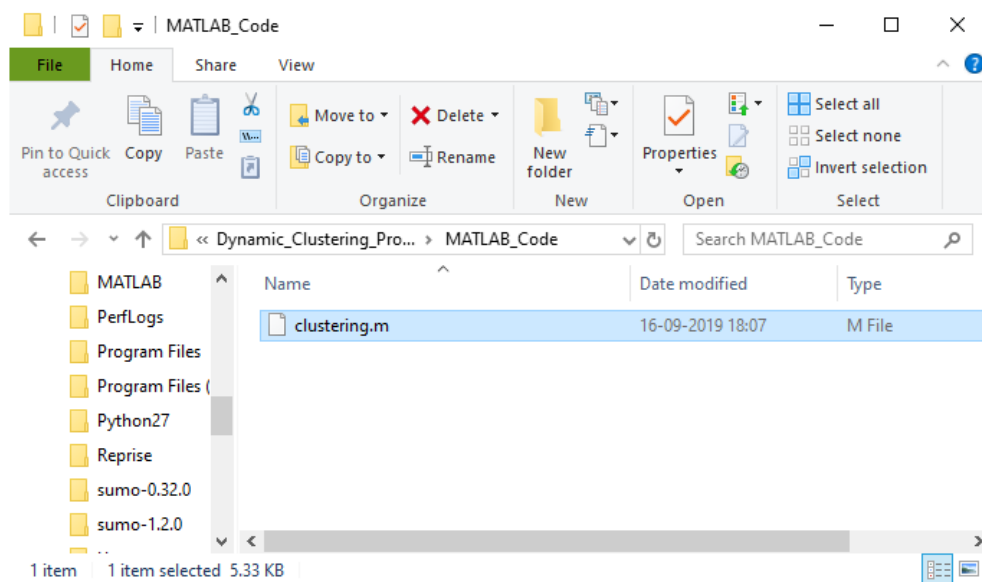 MATLAB_Code
File Home Share View
Pin to Quick access
Copy
Paste
Clipboard
Move to
Copy to
Delete
Rename
Organize
New folder
New
Properties
Open
Select all
Select none
Invert selection
Select
« Dynamic_Clustering_Pro... › MATLAB_Code
Search MATLAB_Code
MATLAB
PerfLogs
Program Files
Program Files (
Python27
Reprise
sumo-0.32.0
sumo-1.2.0
Name Date modified Type
clustering.m 16-09-2019 18:07 M File
1 item 1 item selected 5.33 KB